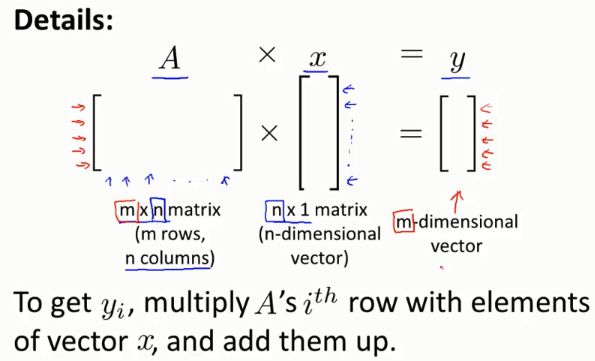 Details:
A × x = y
[ ] × [ ] = [ ]
m x n matrix n x 1 matrix m-dimensional
(m rows, (n-dimensional vector
n columns) vector)
To get yᵢ, multiply A's iᵗʰ row with elements
of vector x, and add them up.